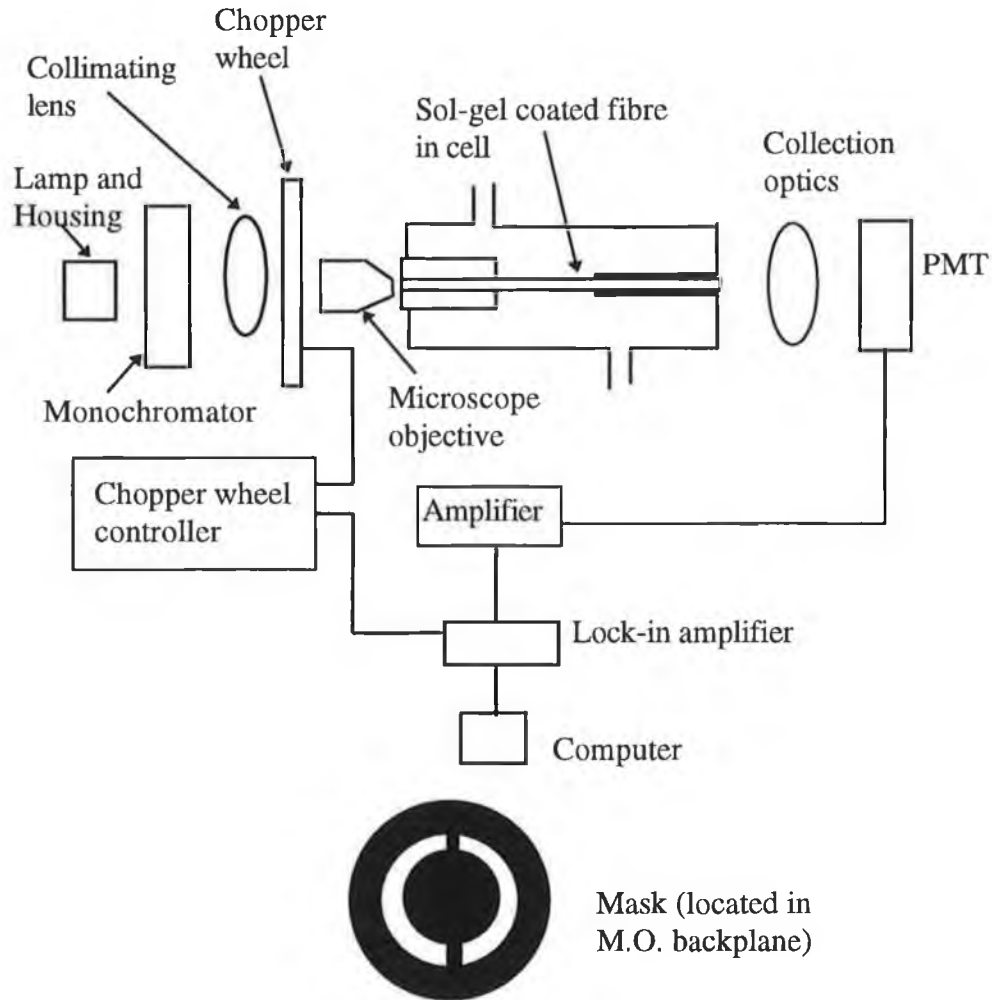 Chopper
wheel
Collimating
lens
Sol-gel coated fibre
in cell
Collection
optics
Lamp and
Housing
PMT
Monochromator
Microscope
objective
Chopper wheel
controller
Amplifier
Lock-in amplifier
Computer
Mask (located in
M.O. backplane)